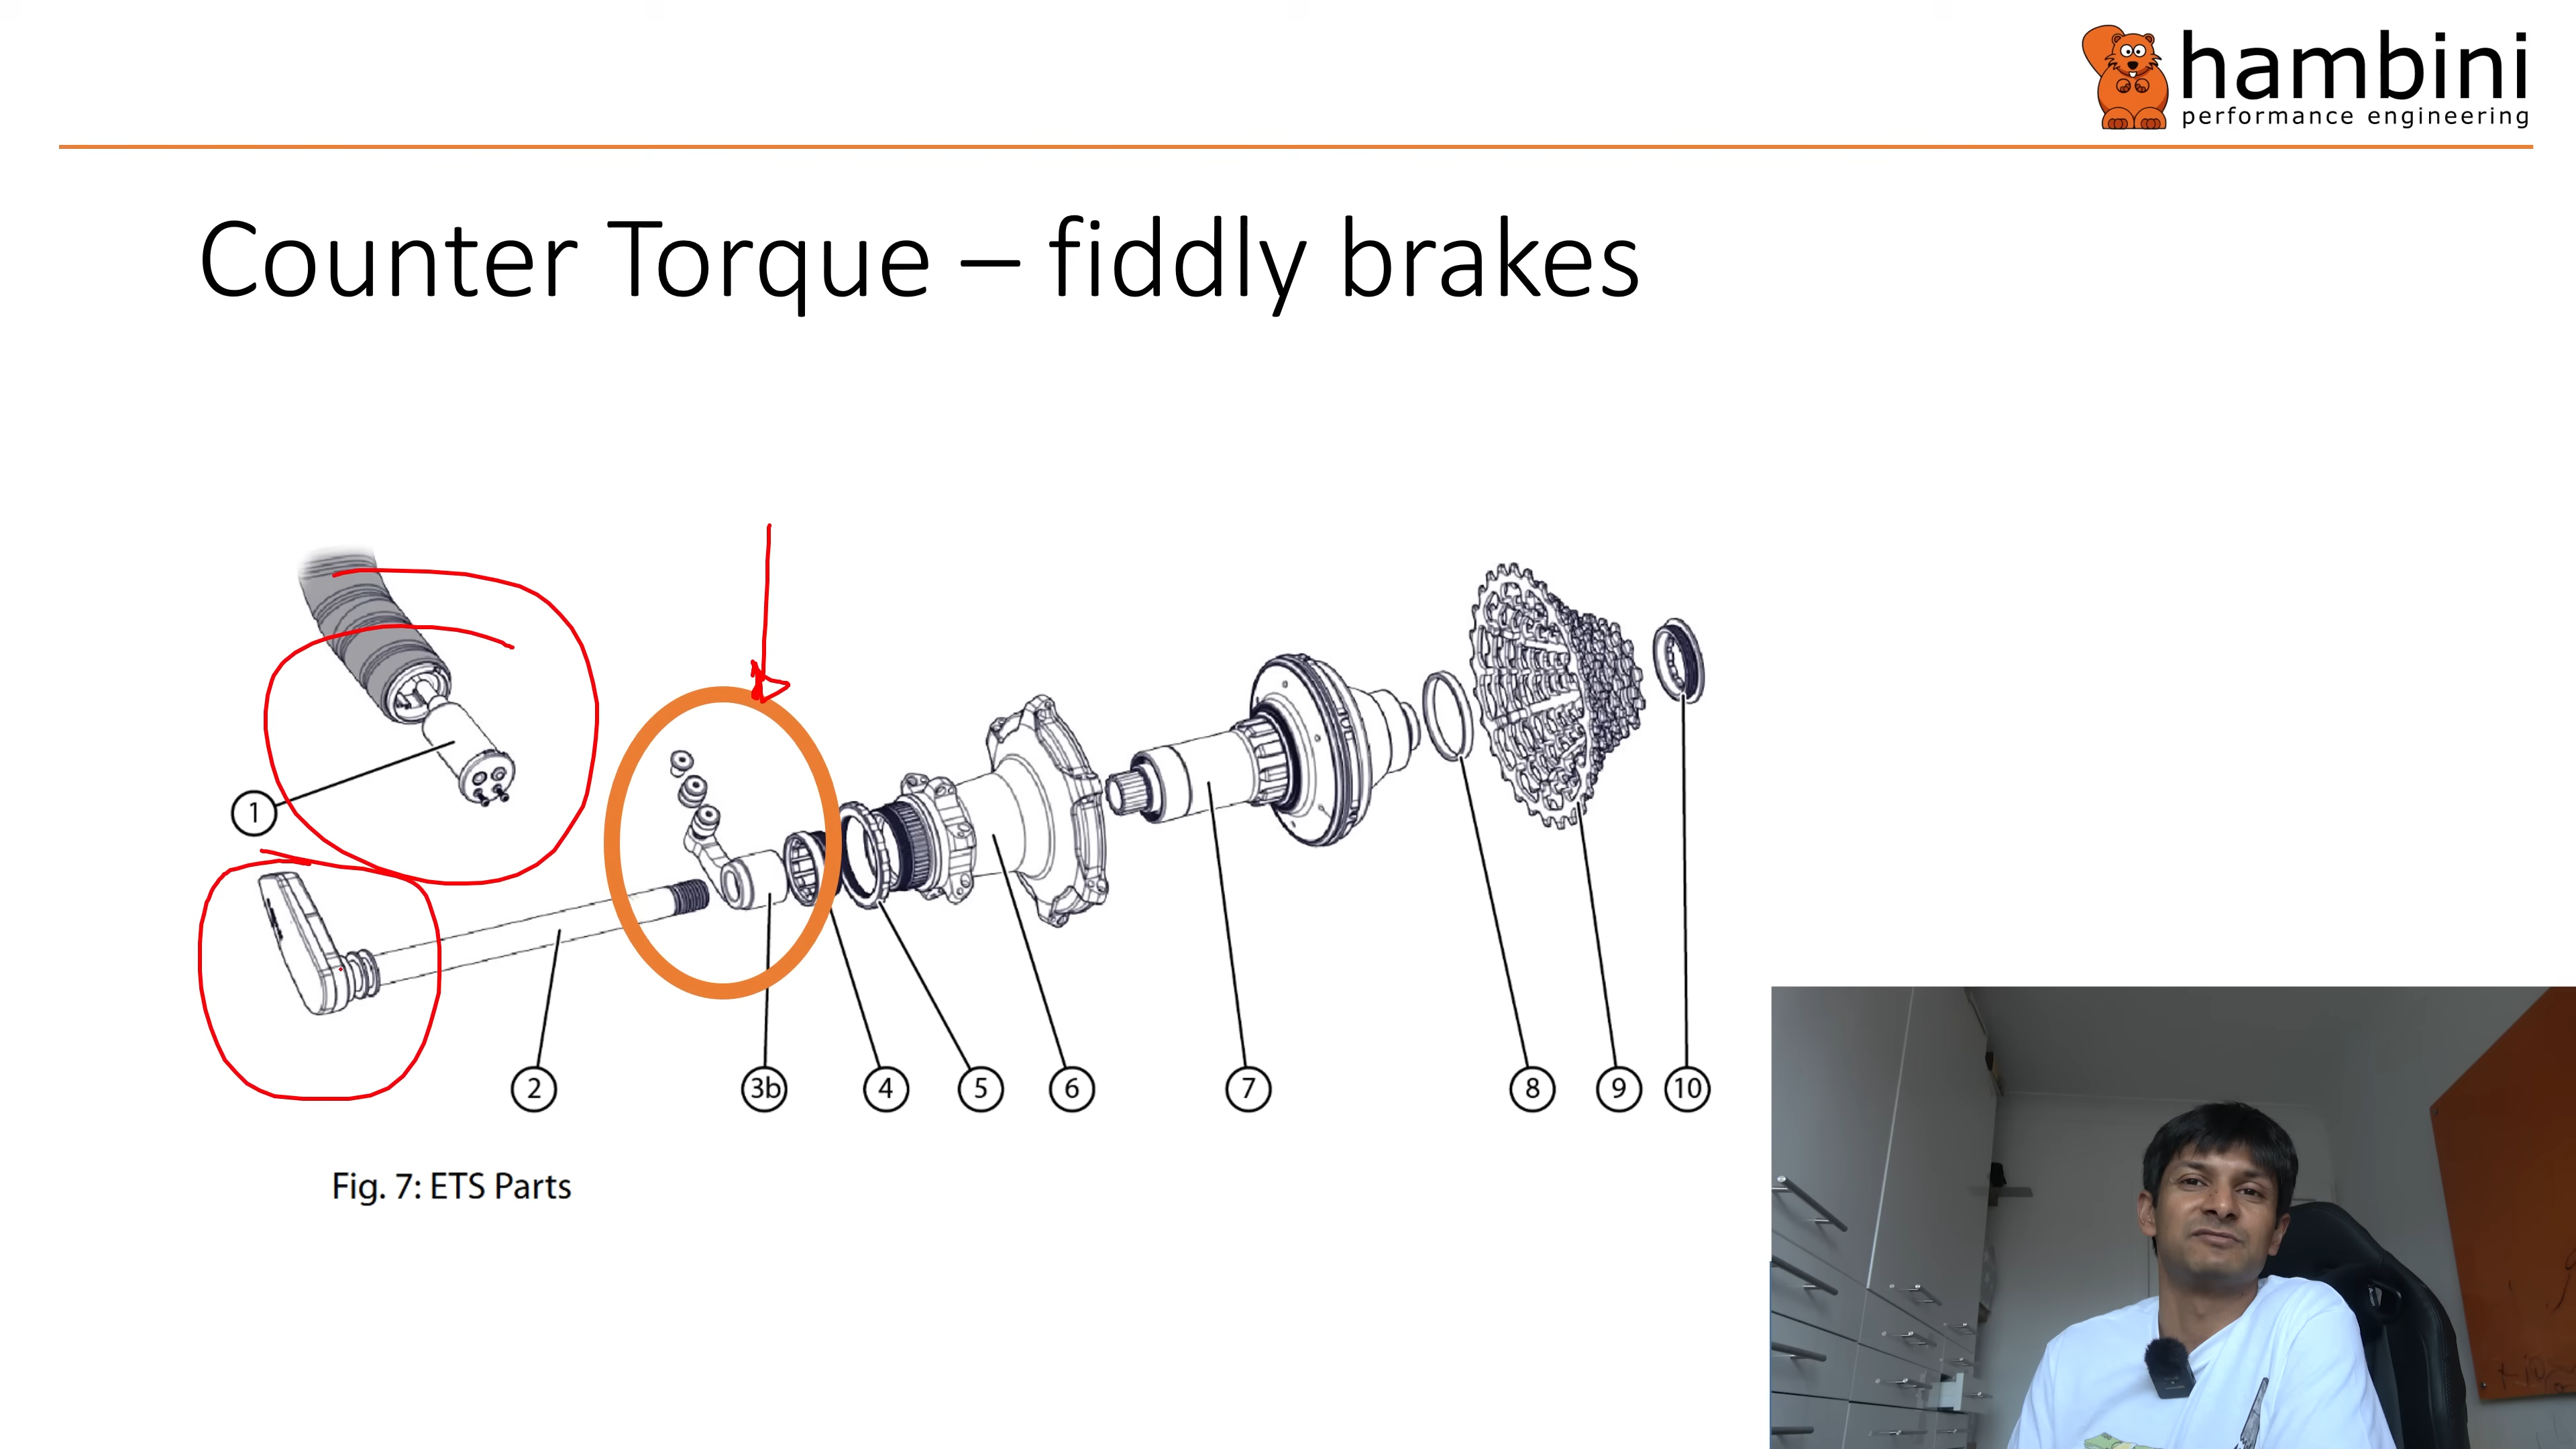 hambini
performance engineering
Counter Torque – fiddly brakes
1
2
3b
4
5
6
7
8
9
10
Fig. 7: ETS Parts